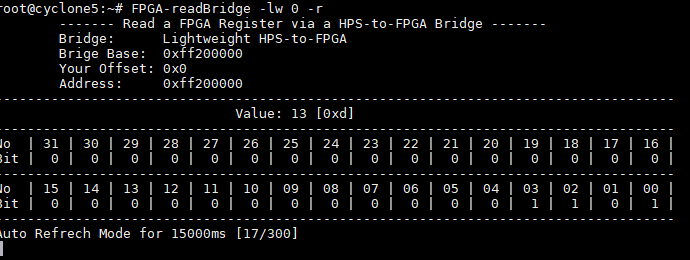 root@cyclone5:~# FPGA-readBridge -lw 0 -r
------- Read a FPGA Register via a HPS-to-FPGA Bridge -------
Bridge: Lightweight HPS-to-FPGA
Brige Base: 0xff200000
Your Offset: 0x0
Address: 0xff200000
Value: 13 [0xd]
No | 31 | 30 | 29 | 28 | 27 | 26 | 25 | 24 | 23 | 22 | 21 | 20 | 19 | 18 | 17 | 16 |
Bit | 0 | 0 | 0 | 0 | 0 | 0 | 0 | 0 | 0 | 0 | 0 | 0 | 0 | 0 | 0 | 0 |
No | 15 | 14 | 13 | 12 | 11 | 10 | 09 | 08 | 07 | 06 | 05 | 04 | 03 | 02 | 01 | 00 |
Bit | 0 | 0 | 0 | 0 | 0 | 0 | 0 | 0 | 0 | 0 | 0 | 0 | 1 | 1 | 0 | 1 |
Auto Refrech Mode for 15000ms [17/300]